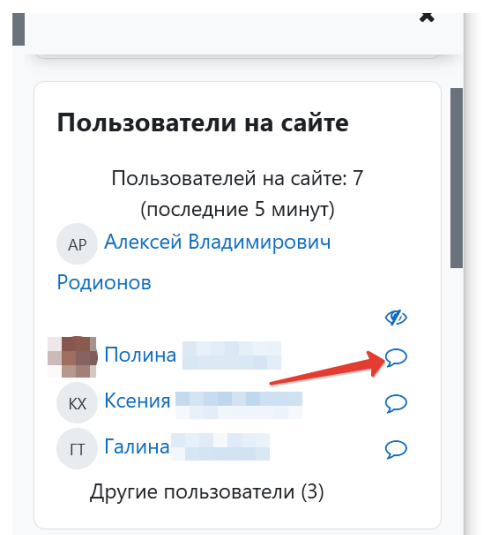 Пользователи на сайте
Пользователей на сайте: 7
(последние 5 минут)
АР Алексей Владимирович
Родионов
Полина
КХ Ксения
ГТ Галина
Другие пользователи (3)